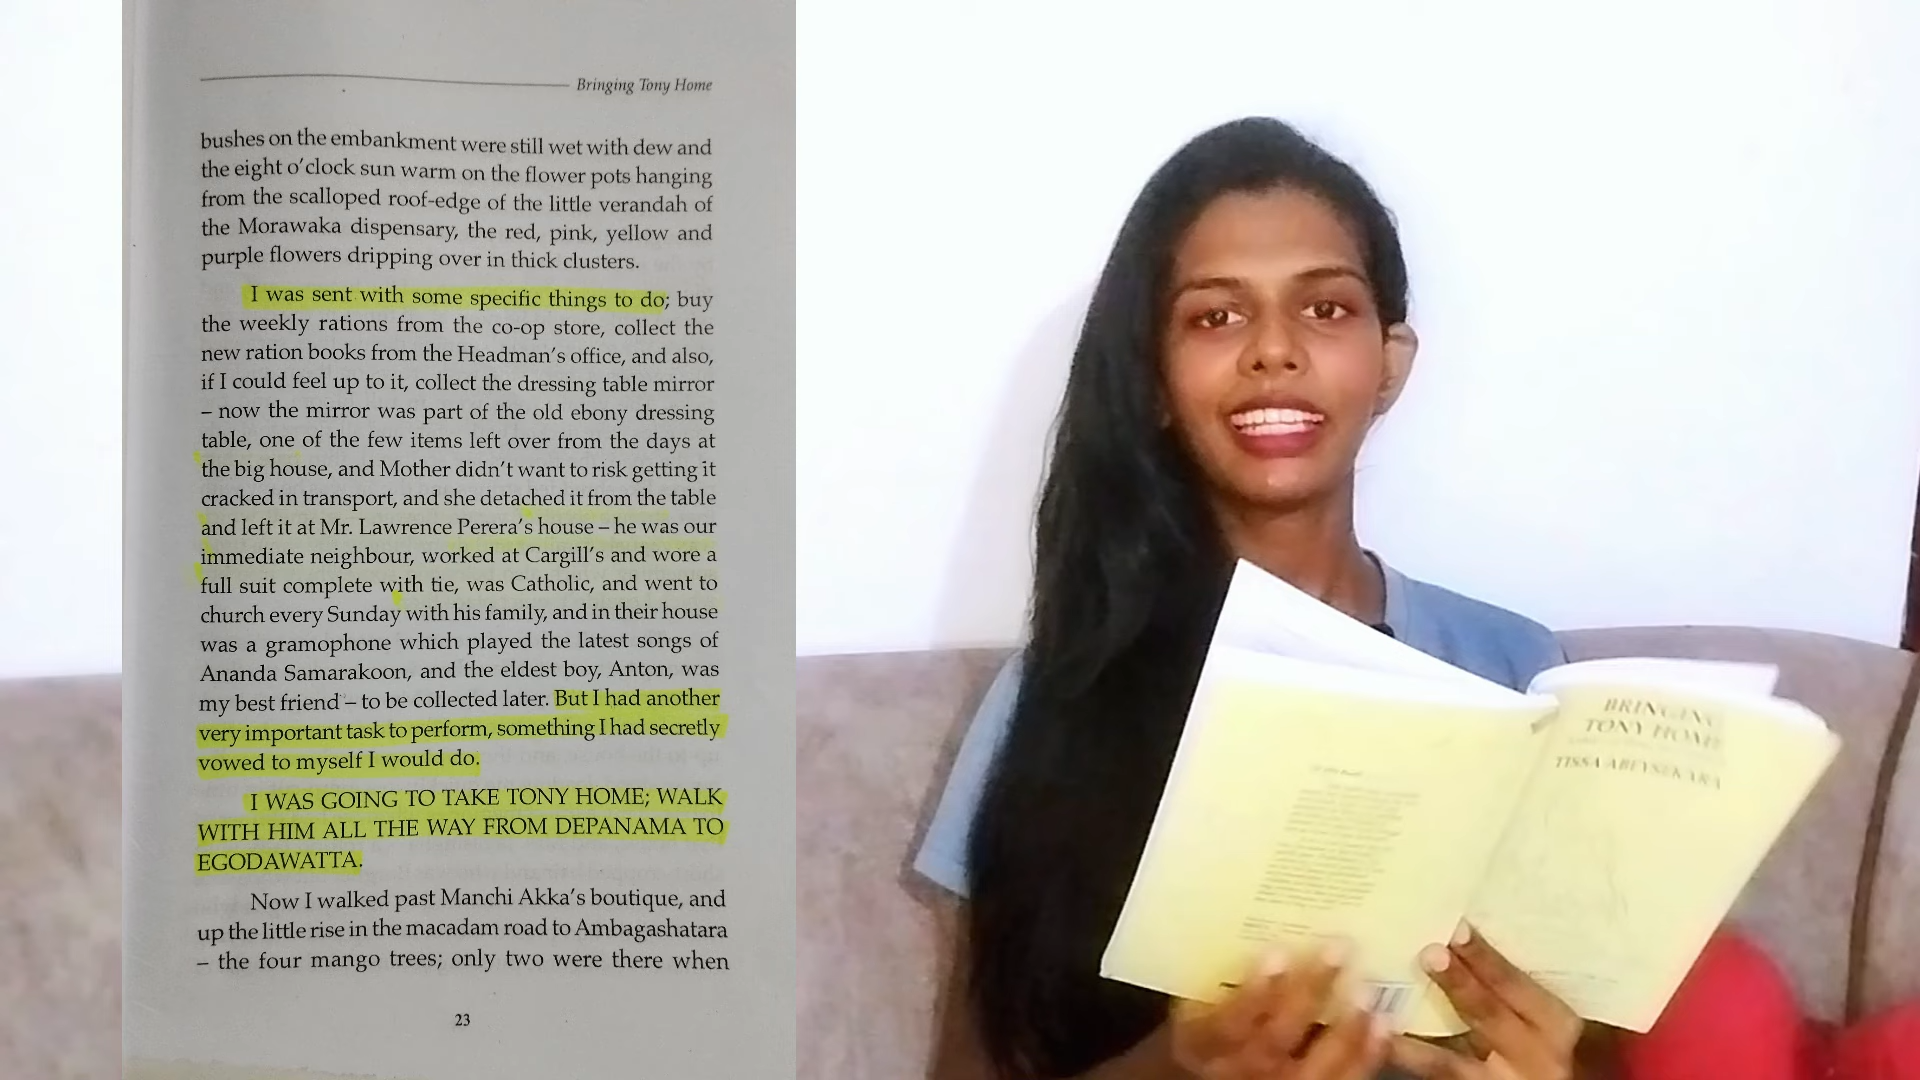 Bringing Tony Home
bushes on the embankment were still wet with dew and
the eight o'clock sun warm on the flower pots hanging
from the scalloped roof-edge of the little verandah of
the Morawaka dispensary, the red, pink, yellow and
purple flowers dripping over in thick clusters.
I was sent with some specific things to do; buy
the weekly rations from the co-op store, collect the
new ration books from the Headman's office, and also,
if I could feel up to it, collect the dressing table mirror
– now the mirror was part of the old ebony dressing
table, one of the few items left over from the days at
the big house, and Mother didn't want to risk getting it
cracked in transport, and she detached it from the table
and left it at Mr. Lawrence Perera's house – he was our
immediate neighbour, worked at Cargill's and wore a
full suit complete with tie, was Catholic, and went to
church every Sunday with his family, and in their house
was a gramophone which played the latest songs of
Ananda Samarakoon, and the eldest boy, Anton, was
my best friend – to be collected later. But I had another
very important task to perform, something I had secretly
vowed to myself I would do.
I WAS GOING TO TAKE TONY HOME; WALK
WITH HIM ALL THE WAY FROM DEPANAMA TO
EGODAWATTA.
Now I walked past Manchi Akka's boutique, and
up the little rise in the macadam road to Ambagashatara
– the four mango trees; only two were there when
23
BRINGING
TONY HOME
TISSA ABEYSEKARA